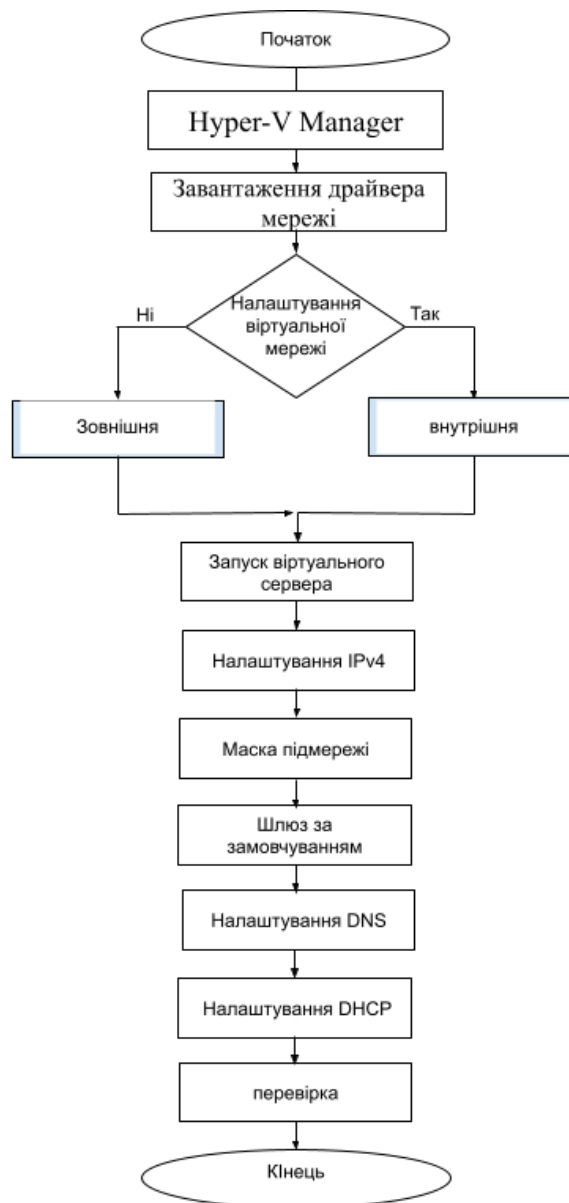 Початок
Hyper-V Manager
Завантаження драйвера
мережі
Налаштування
віртуальної
мережі
Ні
Так
Зовнішня
внутрішня
Запуск віртуального
сервера
Налаштування IPv4
Маска підмережі
Шлюз за
замовчуванням
Налаштування DNS
Налаштування DHCP
перевірка
КІнець